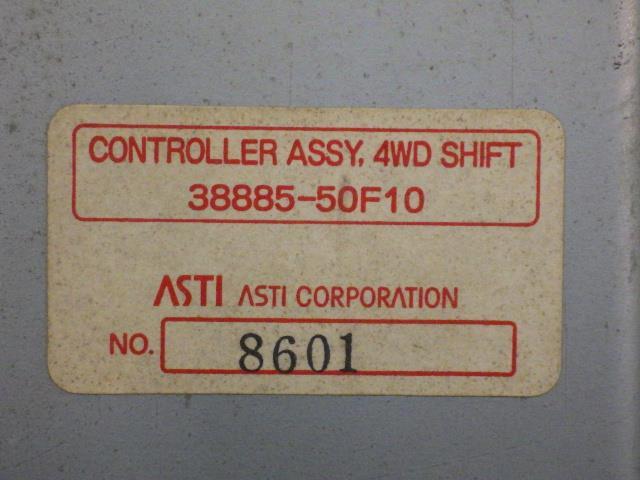 CONTROLLER ASSY, 4WD SHIFT
38885-50F10
ASTI ASTI CORPORATION
NO. 8601